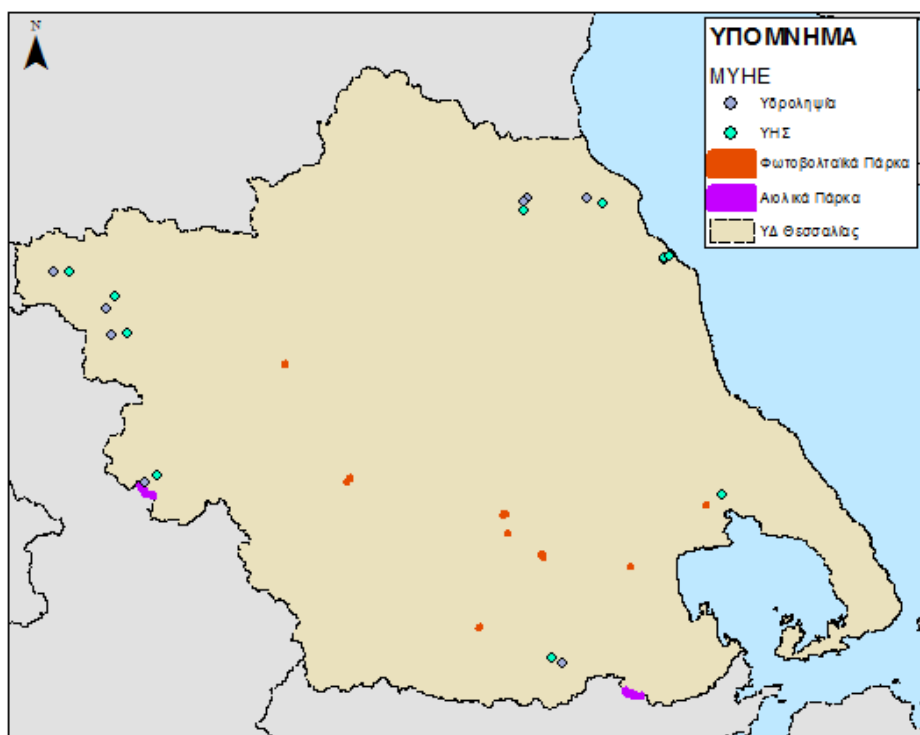 N
ΥΠΟΜΝΗΜΑ
ΜΥΗΕ
Υδροληψία
ΥΗΣ
Φωτοβολταϊκά Πάρκα
Αιολικά Πάρκα
ΥΔ Θεσσαλίας